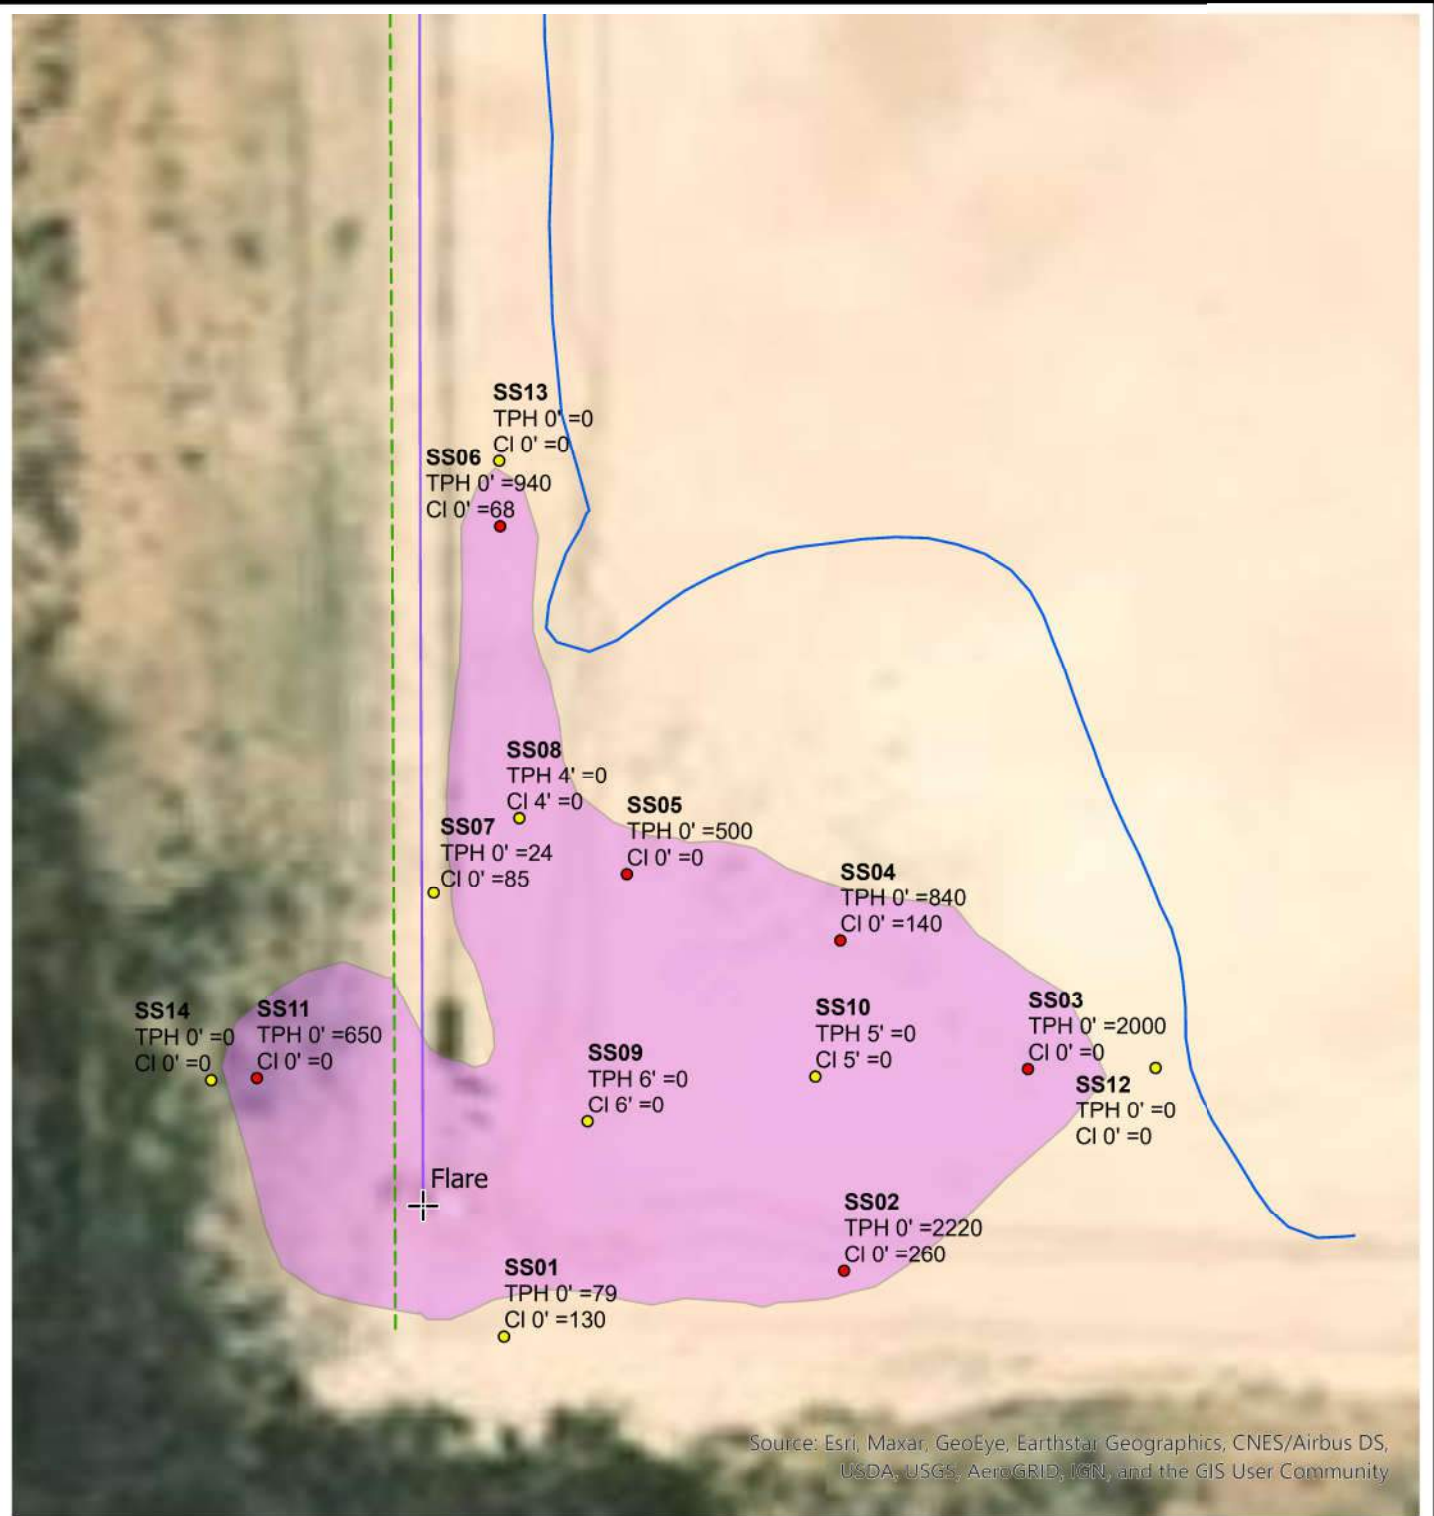 SS13
TPH 0' =0
Cl 0' =0
SS06
TPH 0' =940
Cl 0' =68
SS08
TPH 4' =0
Cl 4' =0
SS05
TPH 0' =500
Cl 0' =0
SS07
TPH 0' =24
Cl 0' =85
SS04
TPH 0' =840
Cl 0' =140
SS14
TPH 0' =0
Cl 0' =0
SS11
TPH 0' =650
Cl 0' =0
SS10
TPH 5' =0
Cl 5' =0
SS03
TPH 0' =2000
Cl 0' =0
SS09
TPH 6' =0
Cl 6' =0
SS12
TPH 0' =0
Cl 0' =0
Flare
SS02
TPH 0' =2220
Cl 0' =260
SS01
TPH 0' =79
Cl 0' =130
Source: Esri, Maxar, GeoEye, Earthstar Geographics, CNES/Airbus DS,
USDA, USGS, AeroGRID, IGN, and the GIS User Community